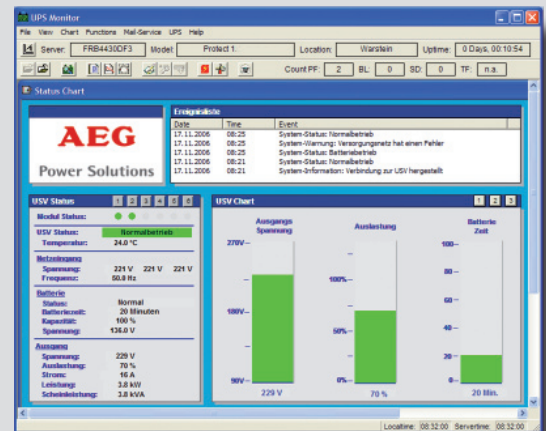 UPS Monitor
File View Chart Functions Mail-Service UPS Help
Server: FRB4430DF3 Model: Protect 1. Location: Warstein Uptime: 0 Days, 00:10:54
Count PF: 2 BL: 0 SD: 0 TF: n.a.
Status Chart
AEG
Power Solutions
Ereignisliste
Date Time Event
17.11.2006 08:25 System-Status: Normalbetrieb
17.11.2006 08:25 System-Warnung: Versorgungsnetz hat einen Fehler
17.11.2006 08:25 System-Status: Batteriebetrieb
17.11.2006 08:21 System-Status: Normalbetrieb
17.11.2006 08:21 System-Information: Verbindung zur USV hergestellt
USV Status 1 2 3 4 5 6
Modul Status:
USV Status: Normalbetrieb
Temperatur: 24.0 °C
Netzeingang
Spannung: 221 V 221 V 221 V
Frequenz: 50.0 Hz
Batterie
Status: Normal
Batteriezeit: 20 Minuten
Kapazität: 100 %
Spannung: 136.0 V
Ausgang
Spannung: 229 V
Auslastung: 70 %
Strom: 16 A
Leistung: 3.8 kW
Scheinleistung: 3.8 kVA
USV Chart 1 2 3
Ausgangs Spannung
270V
180V
90V
229 V
Auslastung
100%
50%
0%
70 %
Batterie Zeit
100
80
60
40
20
0
20 Min.
Localtime: 08:32:00 Servertime: 08:32:00